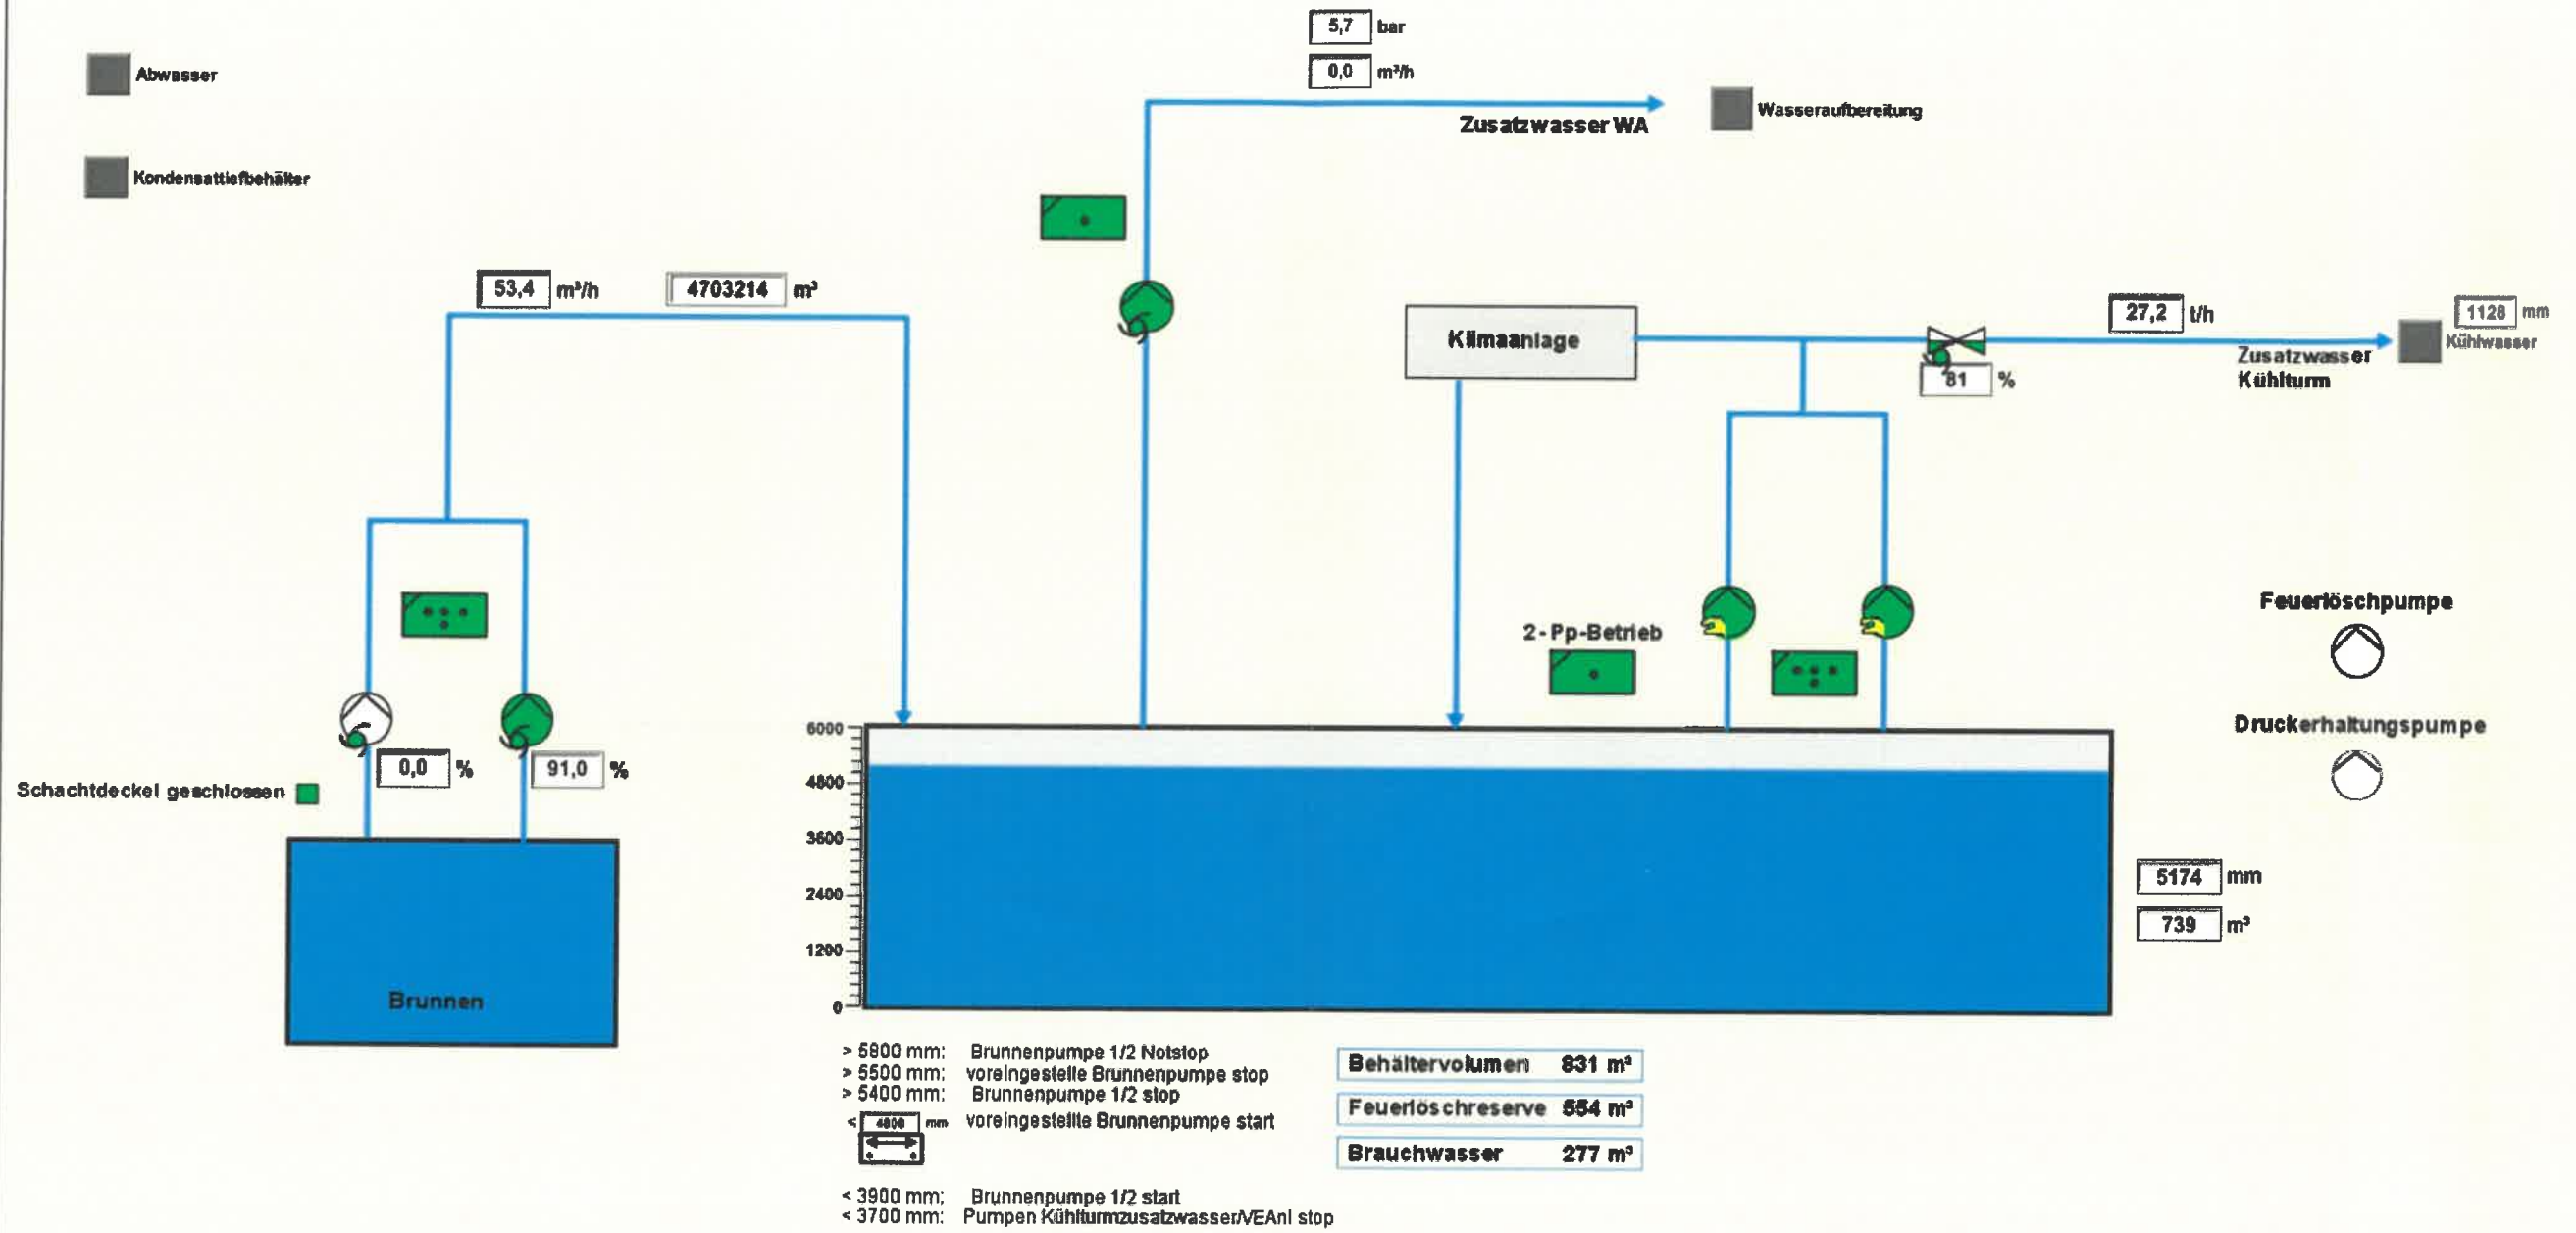 5,7 bar
0,0 m³/h
Abwasser
Zusatzwasser WA
Wasseraufbereitung
Kondensattiefbehälter
53,4 m³/h 4703214 m³
Klimaanlage
27,2 t/h
1128 mm
Kühlwasser
Zusatzwasser
Kühlturm
81 %
2-Pp-Betrieb
Feuerlöschpumpe
Druckerhaltungspumpe
0,0 %
91,0 %
Schachtdeckel geschlossen
Brunnen
6000
4800
3600
2400
1200
0
5174 mm
739 m³
> 5800 mm: Brunnenpumpe 1/2 Notstop
> 5500 mm: voreingestelle Brunnenpumpe stop
> 5400 mm: Brunnenpumpe 1/2 stop
< 4800 mm voreingestellte Brunnenpumpe start
< 3900 mm: Brunnenpumpe 1/2 start
< 3700 mm: Pumpen Kühlturmzusatzwasser/VEAnl stop
Behältervolumen 831 m³
Feuerlöschreserve 554 m³
Brauchwasser 277 m³